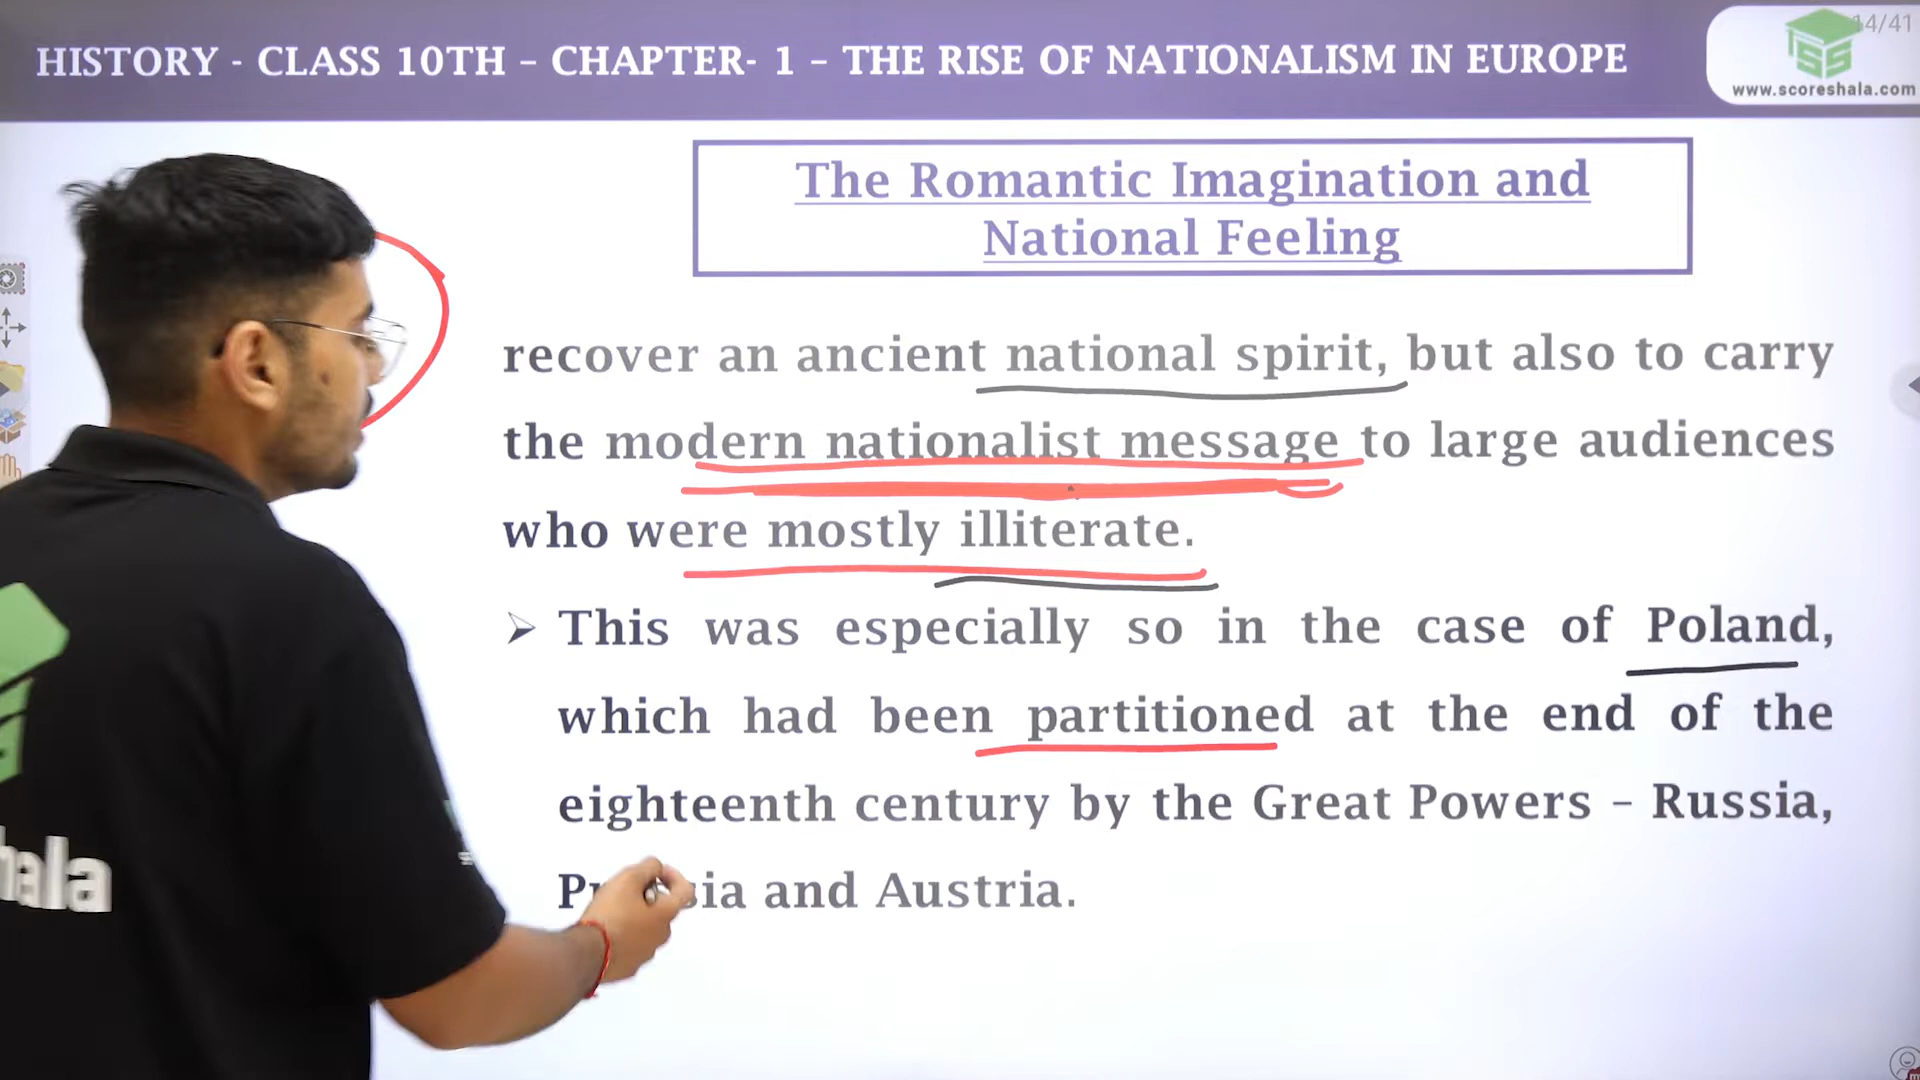 HISTORY - CLASS 10TH – CHAPTER- 1 – THE RISE OF NATIONALISM IN EUROPE
14/41
www.scoreshala.com
The Romantic Imagination and
National Feeling
recover an ancient national spirit, but also to carry
the modern nationalist message to large audiences
who were mostly illiterate.
➢ This was especially so in the case of Poland,
which had been partitioned at the end of the
eighteenth century by the Great Powers – Russia,
and Austria.
hala